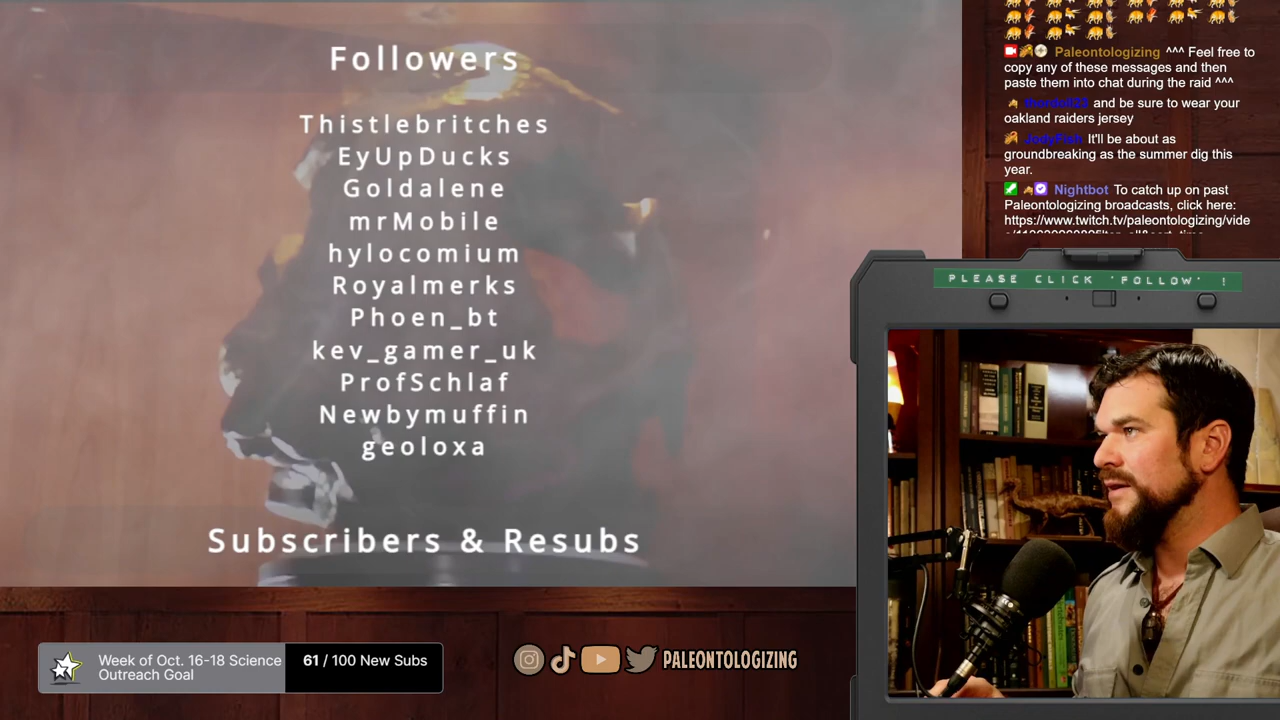 Followers
Thistlebritches
EyUpDucks
Goldalene
mrMobile
hylocomium
Royalmerks
Phoen_bt
kev_gamer_uk
ProfSchlaf
Newbymuffin
geoloxa
Subscribers & Resubs
Week of Oct. 16-18 Science
Outreach Goal
61 / 100 New Subs
PALEONTOLOGIZING
Paleontologizing ^^^ Feel free to
copy any of these messages and then
paste them into chat during the raid ^^^
thordoll23 and be sure to wear your
oakland raiders jersey
JodyFish It'll be about as
groundbreaking as the summer dig this
year.
Nightbot To catch up on past
Paleontologizing broadcasts, click here:
https://www.twitch.tv/paleontologizing/vide
PLEASE CLICK "FOLLOW" !